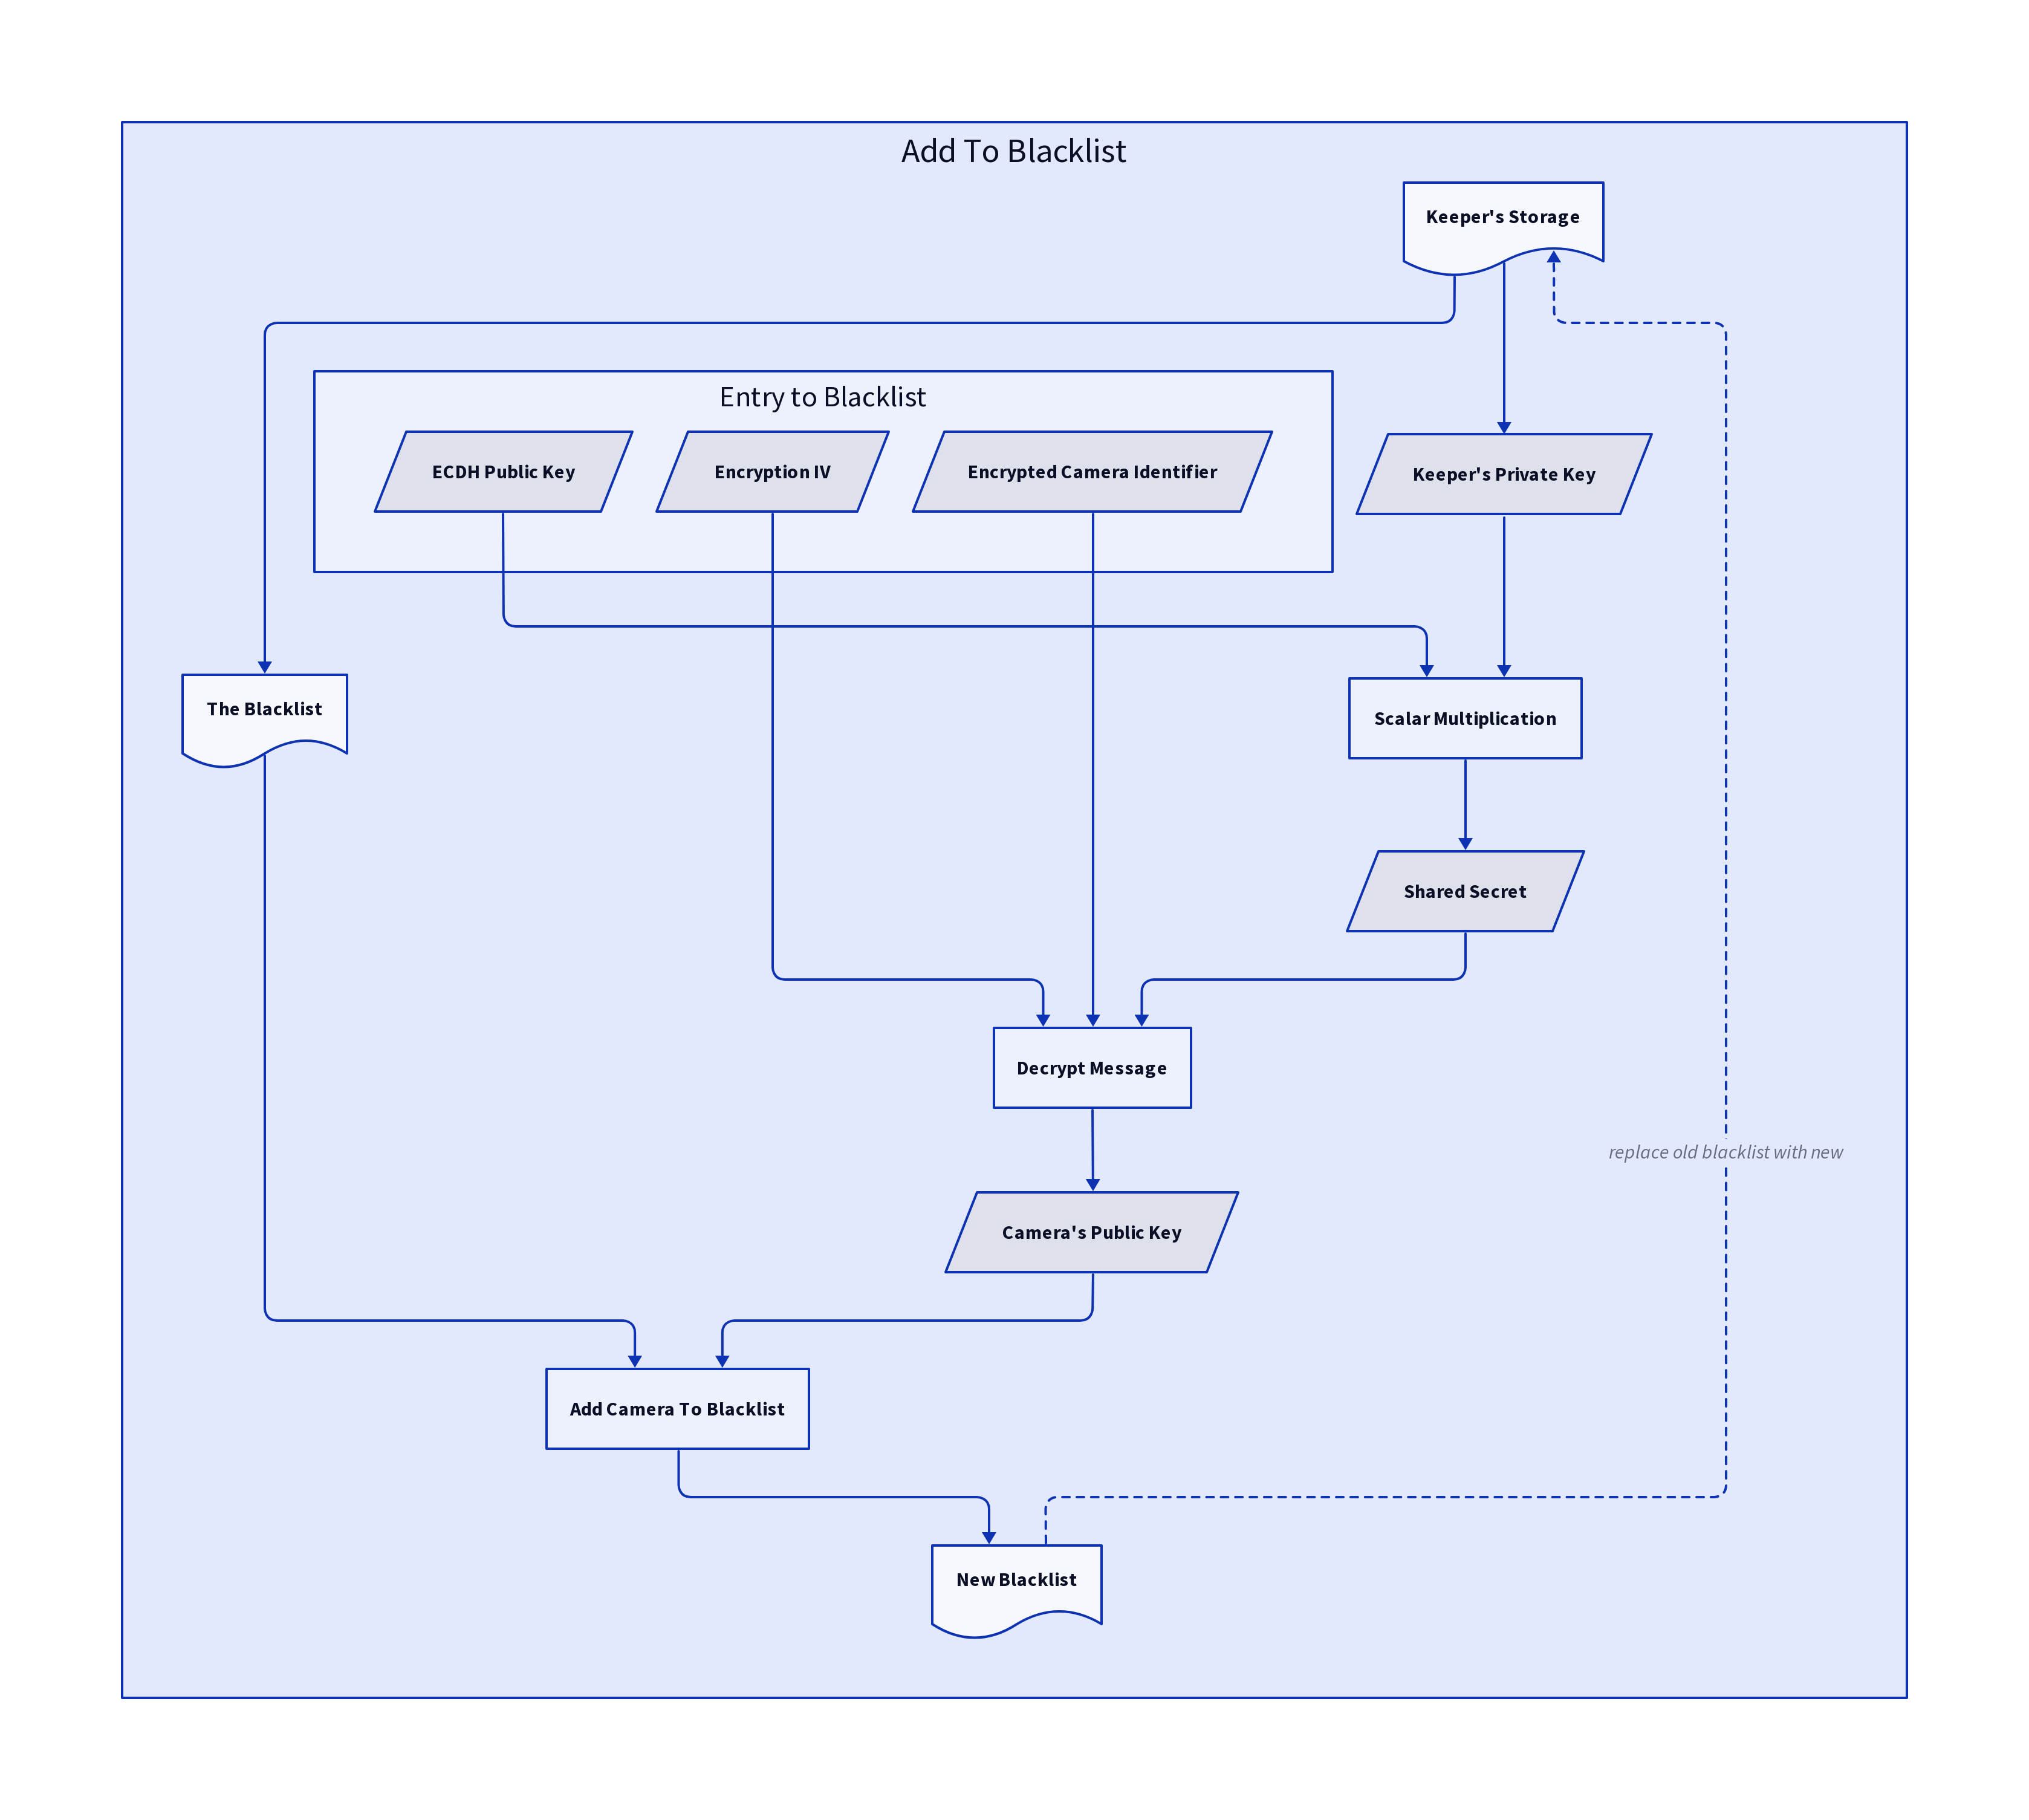 Add To Blacklist
Keeper's Storage
Entry to Blacklist
ECDH Public Key
Encryption IV
Encrypted Camera Identifier
Keeper's Private Key
The Blacklist
Scalar Multiplication
Shared Secret
Decrypt Message
replace old blacklist with new
Camera's Public Key
Add Camera To Blacklist
New Blacklist